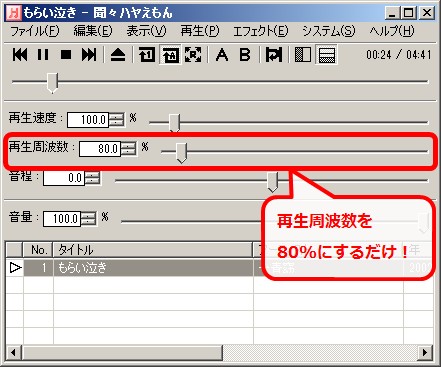 もらい泣き - 聞々ハヤえもん
ファイル(F) 編集(E) 表示(V) 再生(P) エフェクト(E) システム(S) ヘルプ(H)
A B 00:24 / 04:41
再生速度: 100.0 %
再生周波数: 80.0 %
音程: 0.0
音量: 100.0 %
再生周波数を
80%にするだけ!
No. タイトル
1 もらい泣き